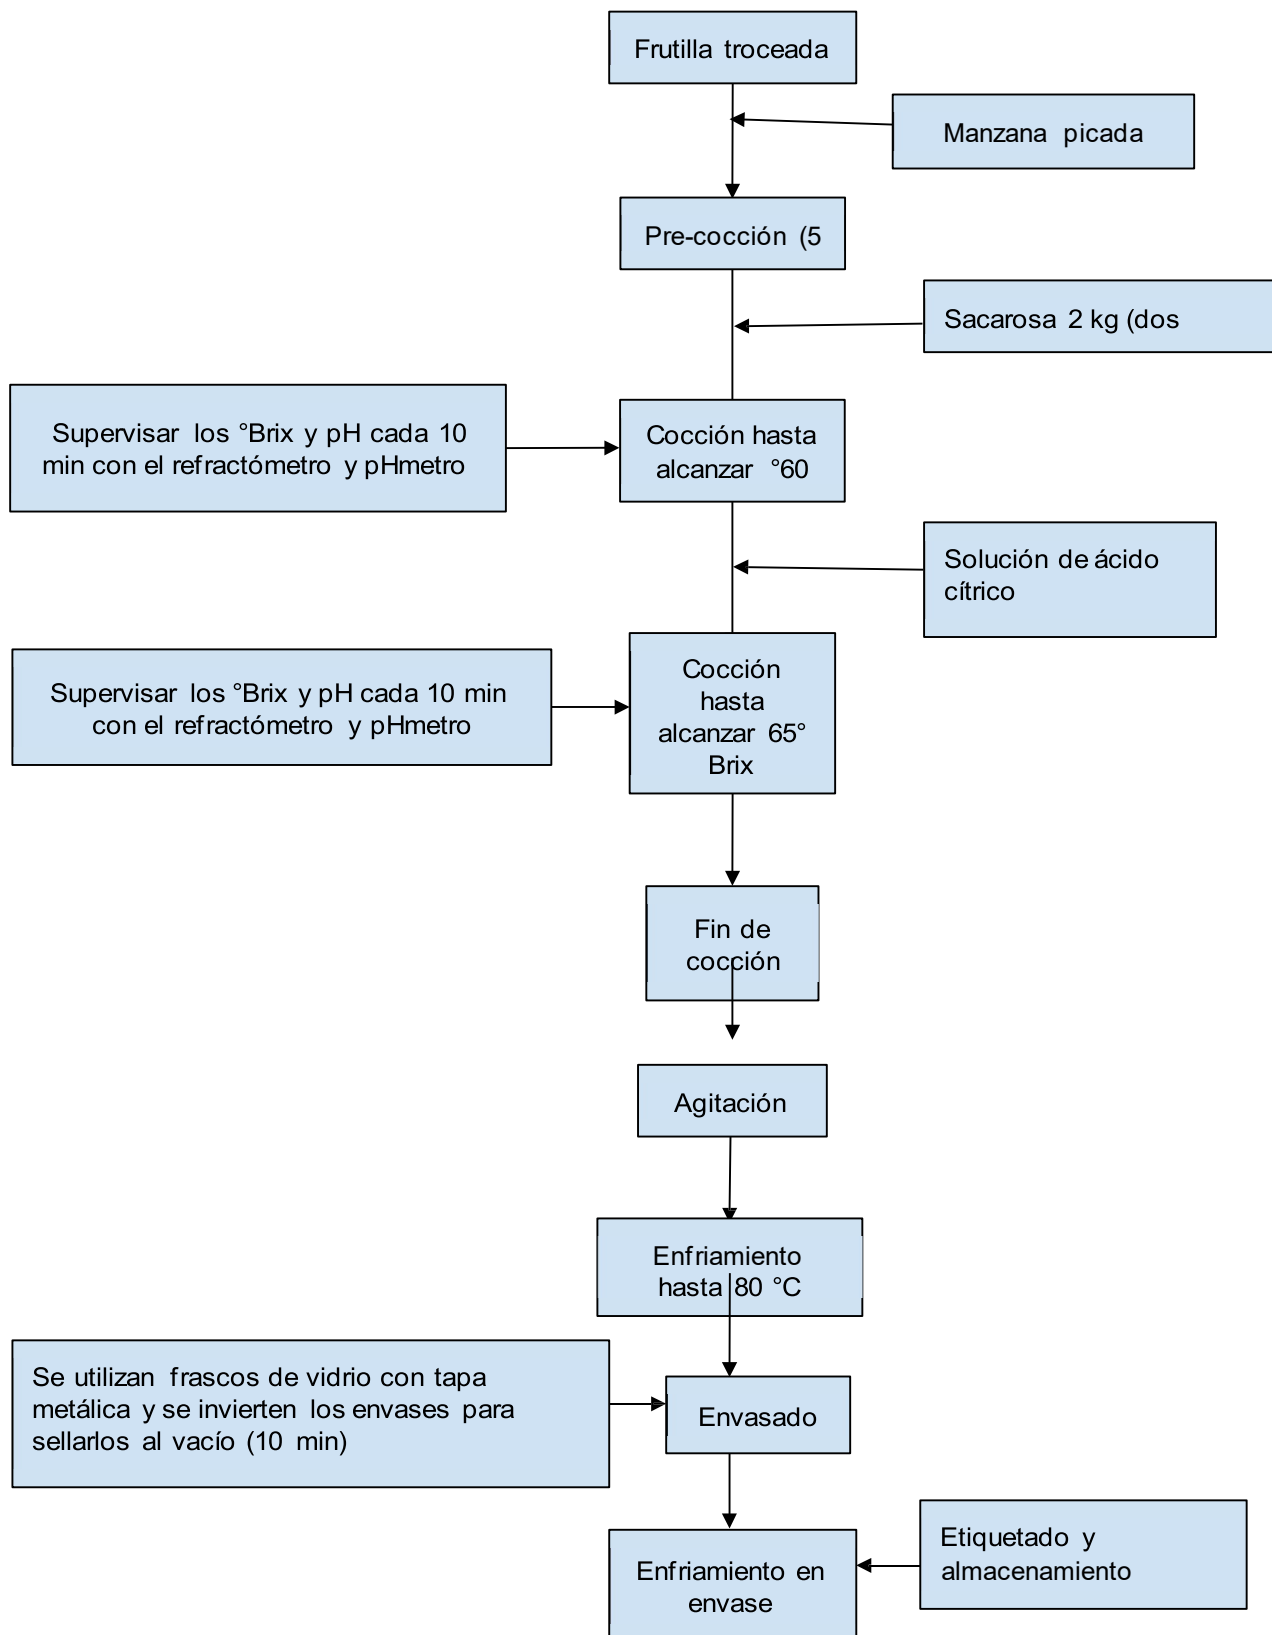 Frutilla troceada
Manzana picada
Pre-cocción (5
Sacarosa 2 kg (dos
Supervisar los °Brix y pH cada 10
min con el refractómetro y pHmetro
Cocción hasta
alcanzar °60
Solución de ácido
cítrico
Supervisar los °Brix y pH cada 10 min
con el refractómetro y pHmetro
Cocción
hasta
alcanzar 65°
Brix
Fin de
cocción
Agitación
Enfriamiento
hasta 80 °C
Se utilizan frascos de vidrio con tapa
metálica y se invierten los envases para
sellarlos al vacío (10 min)
Envasado
Etiquetado y
almacenamiento
Enfriamiento en
envase